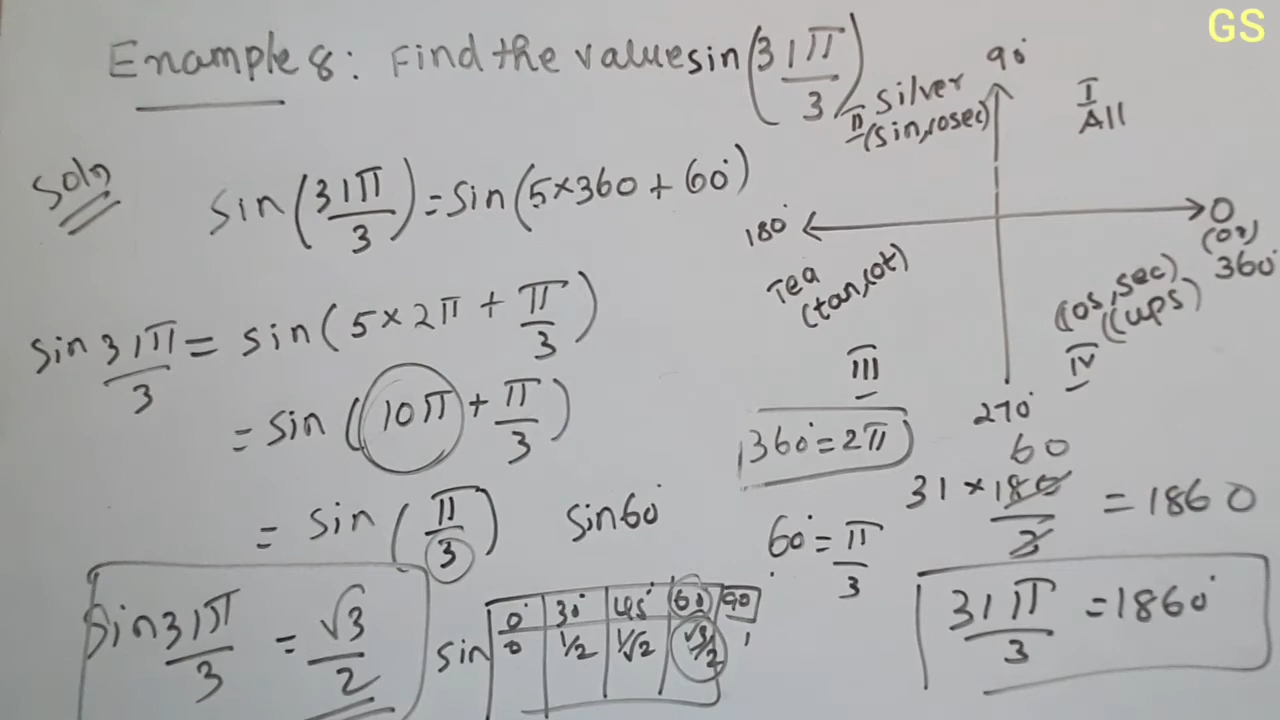 GS
Example 8: Find the value sin(31π/3)
Soln
sin(31π/3) = sin(5×360 + 60°)
sin 31π/3 = sin(5×2π + π/3)
= sin(10π + π/3)
= sin(π/3) sin60°
sin 31π/3 = √3/2
90°
II Silver
(sin,cosec)
I
All
180°
0
(or)
360°
Tea
(tan,cot)
III
(cos,sec)
(Cups)
IV
270°
360° = 2π
60° = π/3
60
31 × 180/3 = 1860
31π/3 = 1860°
0° 30° 45° 60° 90
sin 0 1/2 1/√2 √3/2 1